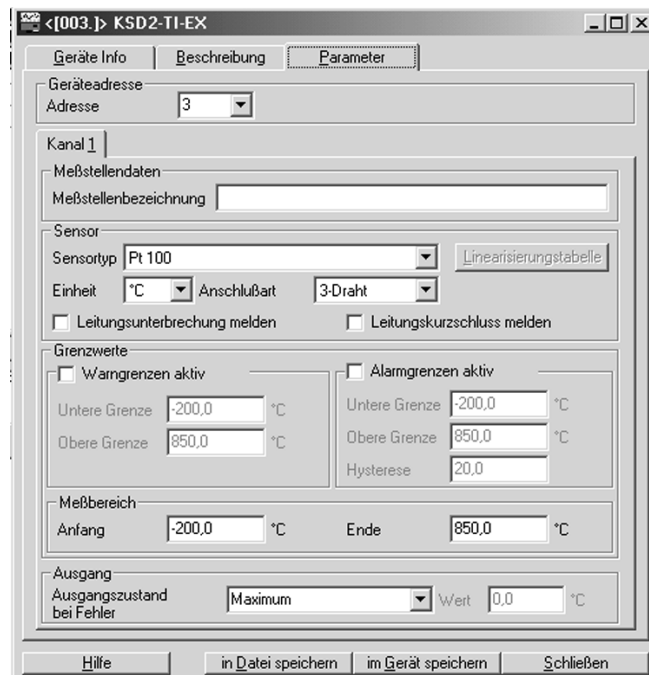 <[003.]> KSD2-TI-EX
Geräte Info Beschreibung Parameter
Geräteadresse
Adresse 3
Kanal 1
Meßstellendaten
Meßstellenbezeichnung
Sensor
Sensortyp Pt 100 Linearisierungstabelle
Einheit °C Anschlußart 3-Draht
Leitungsunterbrechung melden Leitungskurzschluss melden
Grenzwerte
Warngrenzen aktiv Alarmgrenzen aktiv
Untere Grenze -200,0 °C Untere Grenze -200,0 °C
Obere Grenze 850,0 °C Obere Grenze 850,0 °C
Hysterese 20,0
Meßbereich
Anfang -200,0 °C Ende 850,0 °C
Ausgang
Ausgangszustand
bei Fehler Maximum Wert 0,0 °C
Hilfe in Datei speichern im Gerät speichern Schließen